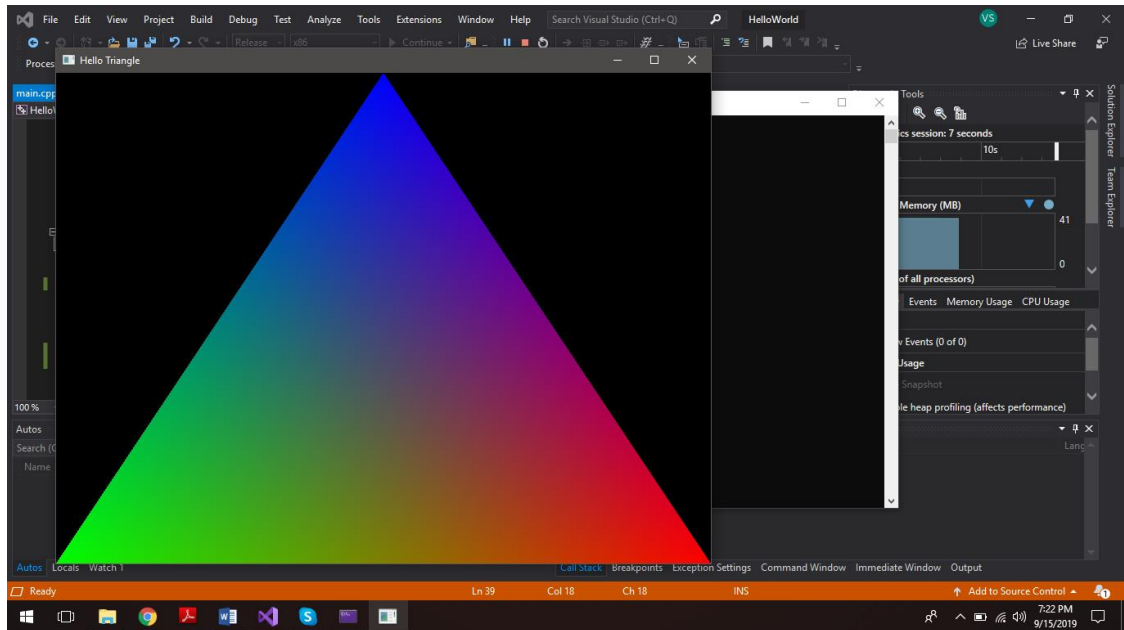 File Edit View Project Build Debug Test Analyze Tools Extensions Window Help Search Visual Studio (Ctrl+Q) HelloWorld VS
Release x86 Continue Live Share
Proces
Hello Triangle
main.cpp
Hello
Tools
ics session: 7 seconds
10s
Memory (MB)
41
0
of all processors)
Events Memory Usage CPU Usage
w Events (0 of 0)
Usage
Snapshot
ble heap profiling (affects performance)
Solution Explorer
Team Explorer
100 %
Autos
Search (C
Lang
Name
Autos Locals Watch 1
Call Stack Breakpoints Exception Settings Command Window Immediate Window Output
Ready Ln 39 Col 18 Ch 18 INS Add to Source Control
7:22 PM
9/15/2019